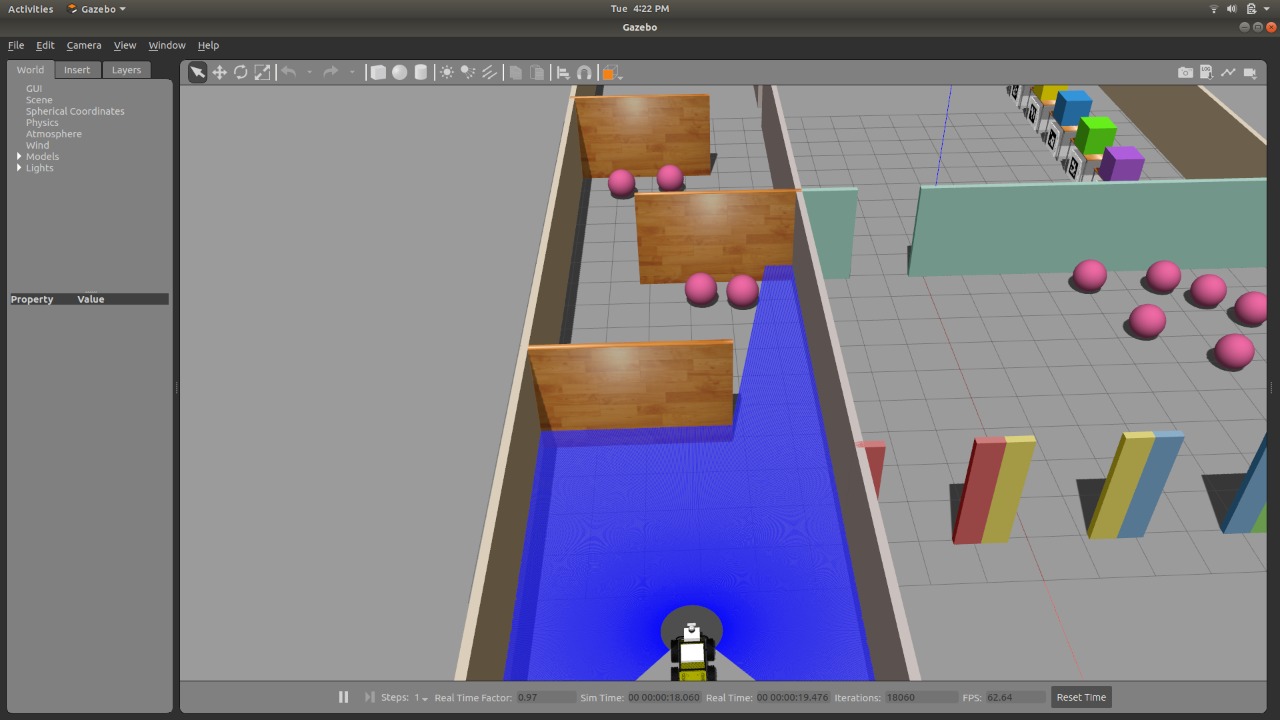 Activities Gazebo Tue 4:22 PM
Gazebo
File Edit Camera View Window Help
World Insert Layers
GUI
Scene
Spherical Coordinates
Physics
Atmosphere
Wind
Models
Lights
Property Value
Steps: 1 Real Time Factor: 0.97 Sim Time: 00 00:00:18.060 Real Time: 00 00:00:19.476 Iterations: 18060 FPS: 62.64 Reset Time